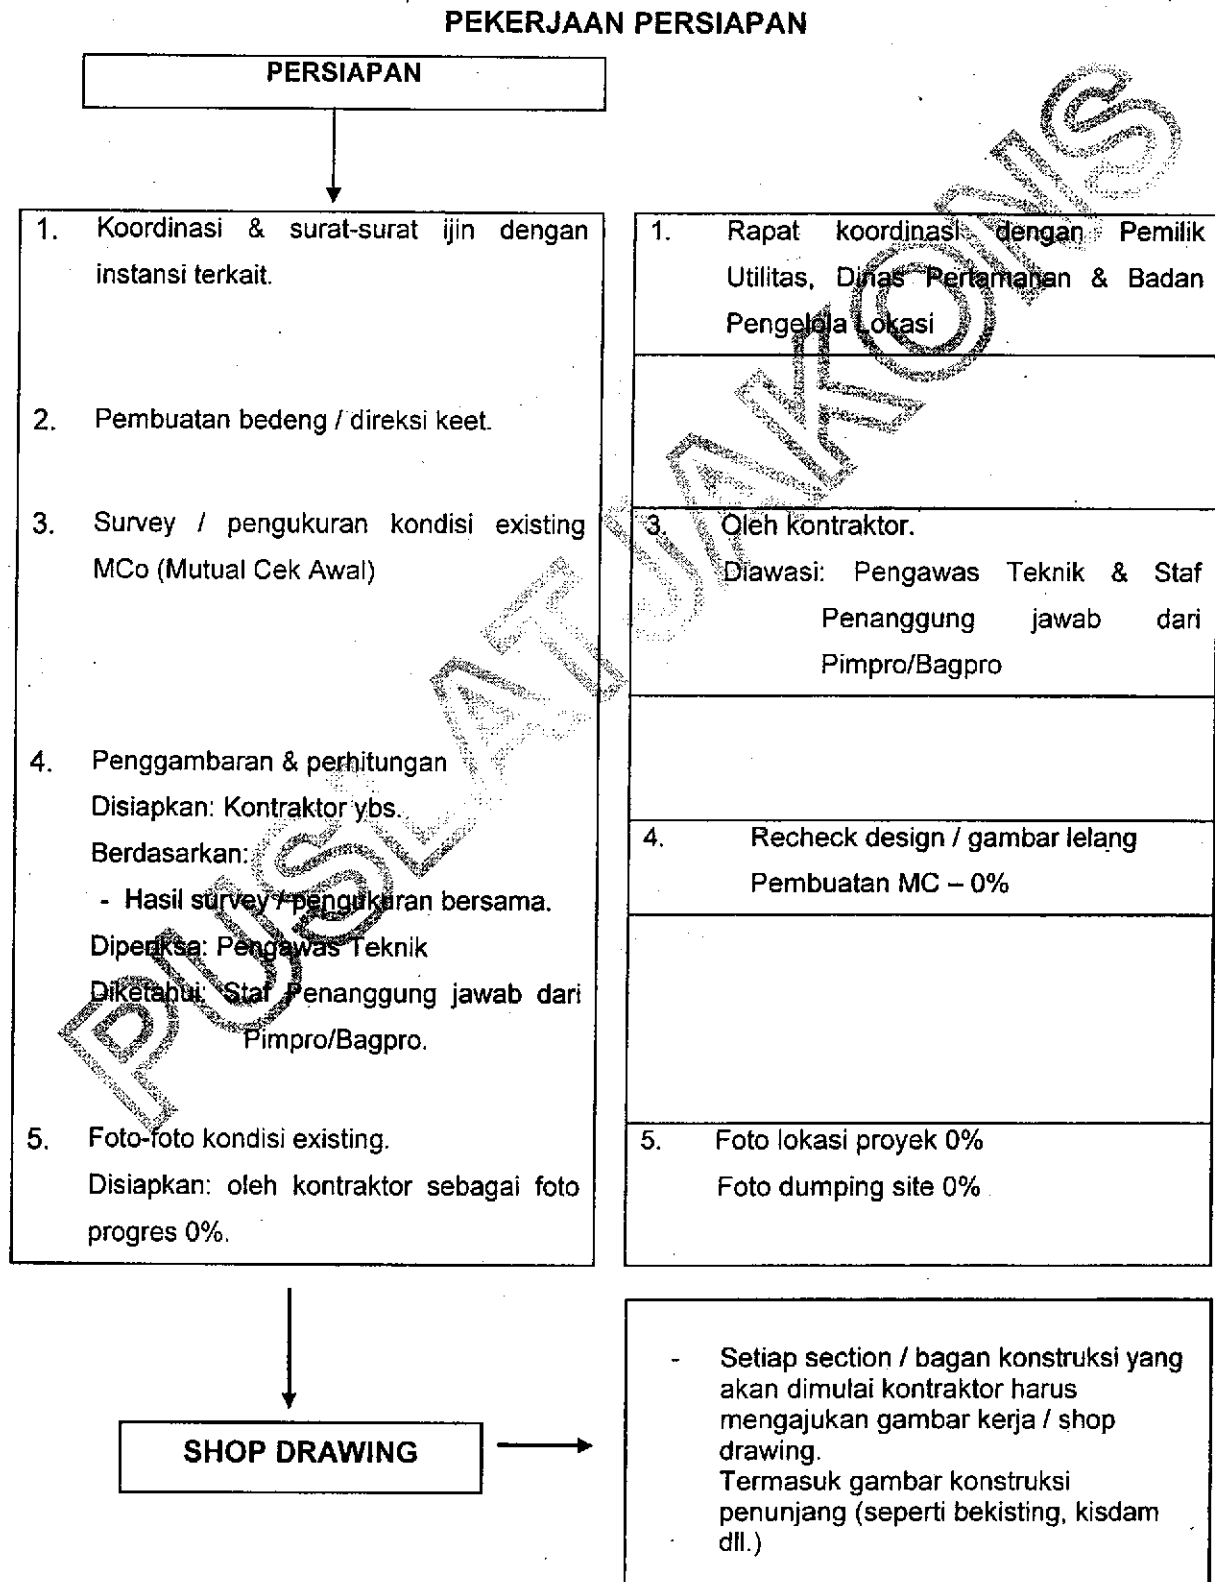 PEKERJAAN PERSIAPAN
PERSIAPAN
1. Koordinasi & surat-surat ijin dengan
instansi terkait.
2. Pembuatan bedeng / direksi keet.
3. Survey / pengukuran kondisi existing
MCo (Mutual Cek Awal)
4. Penggambaran & perhitungan
Disiapkan: Kontraktor ybs.
Berdasarkan:
- Hasil survey / pengukuran bersama.
Diperiksa: Pengawas Teknik
Diketahui: Staf Penanggung jawab dari
Pimpro/Bagpro.
5. Foto-foto kondisi existing.
Disiapkan: oleh kontraktor sebagai foto
progres 0%.
1. Rapat koordinasi dengan Pemilik
Utilitas, Dinas Pertamanan & Badan
Pengelola Lokasi
3. Oleh kontraktor.
Diawasi: Pengawas Teknik & Staf
Penanggung jawab dari
Pimpro/Bagpro
4. Recheck design / gambar lelang
Pembuatan MC – 0%
5. Foto lokasi proyek 0%
Foto dumping site 0%
SHOP DRAWING
- Setiap section / bagan konstruksi yang
akan dimulai kontraktor harus
mengajukan gambar kerja / shop
drawing.
Termasuk gambar konstruksi
penunjang (seperti bekisting, kisdam
dll.)
PUSLATJAKONS